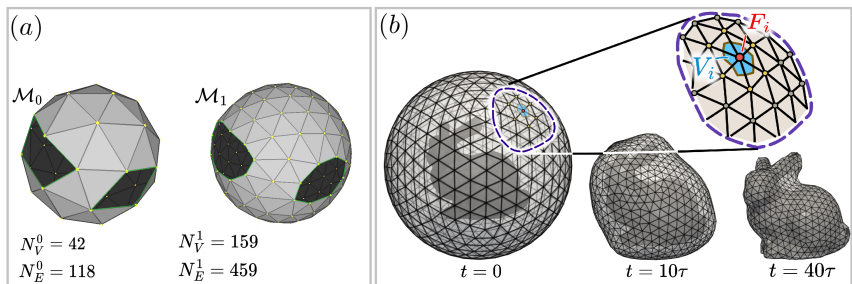 (a)
M₀
M₁
N_V^0 = 42
N_E^0 = 118
N_V^1 = 159
N_E^1 = 459
(b)
F_i
V_i
t = 0
t = 10τ
t = 40τ